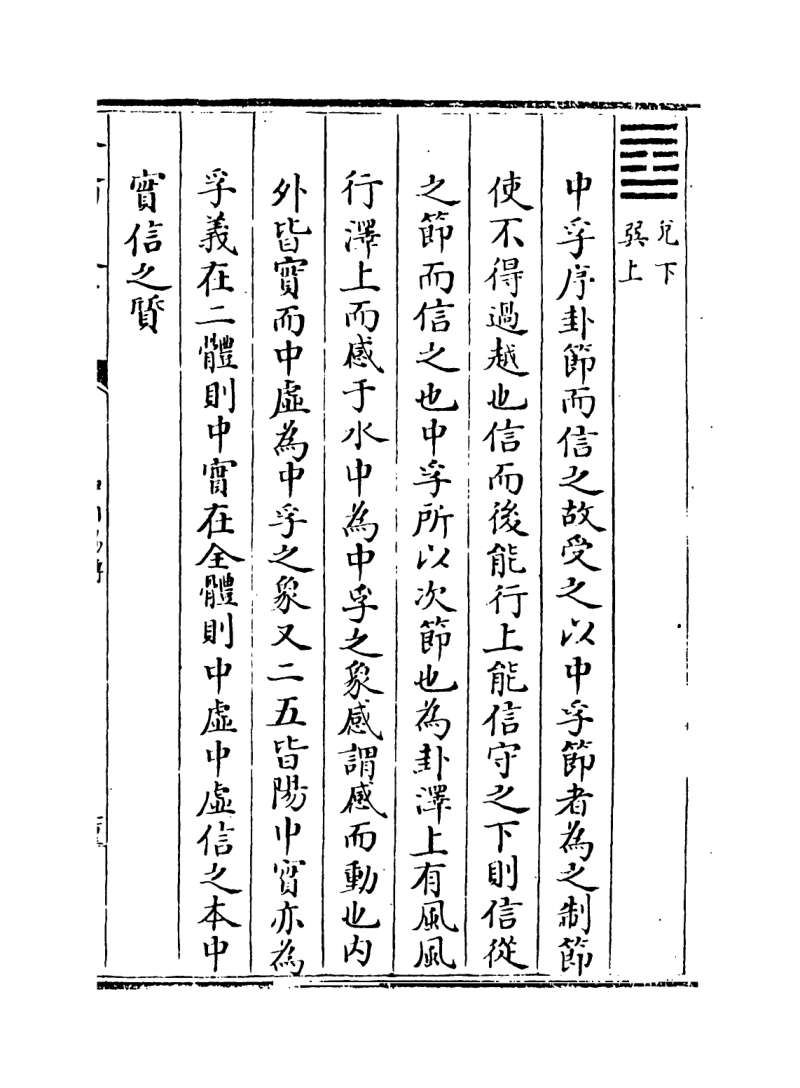 兌下
巽上
中孚序卦節而信之故受之以中孚節者為之制節
使不得過越也信而後能行上能信守之下則信從
之節而信之也中孚所以次節也為卦澤上有風風
行澤上而感于水中為中孚之象感謂感而動也内
外皆實而中虛為中孚之象又二五皆陽中實亦為
孚義在二體則中實在全體則中虛中虛信之本中
實信之質